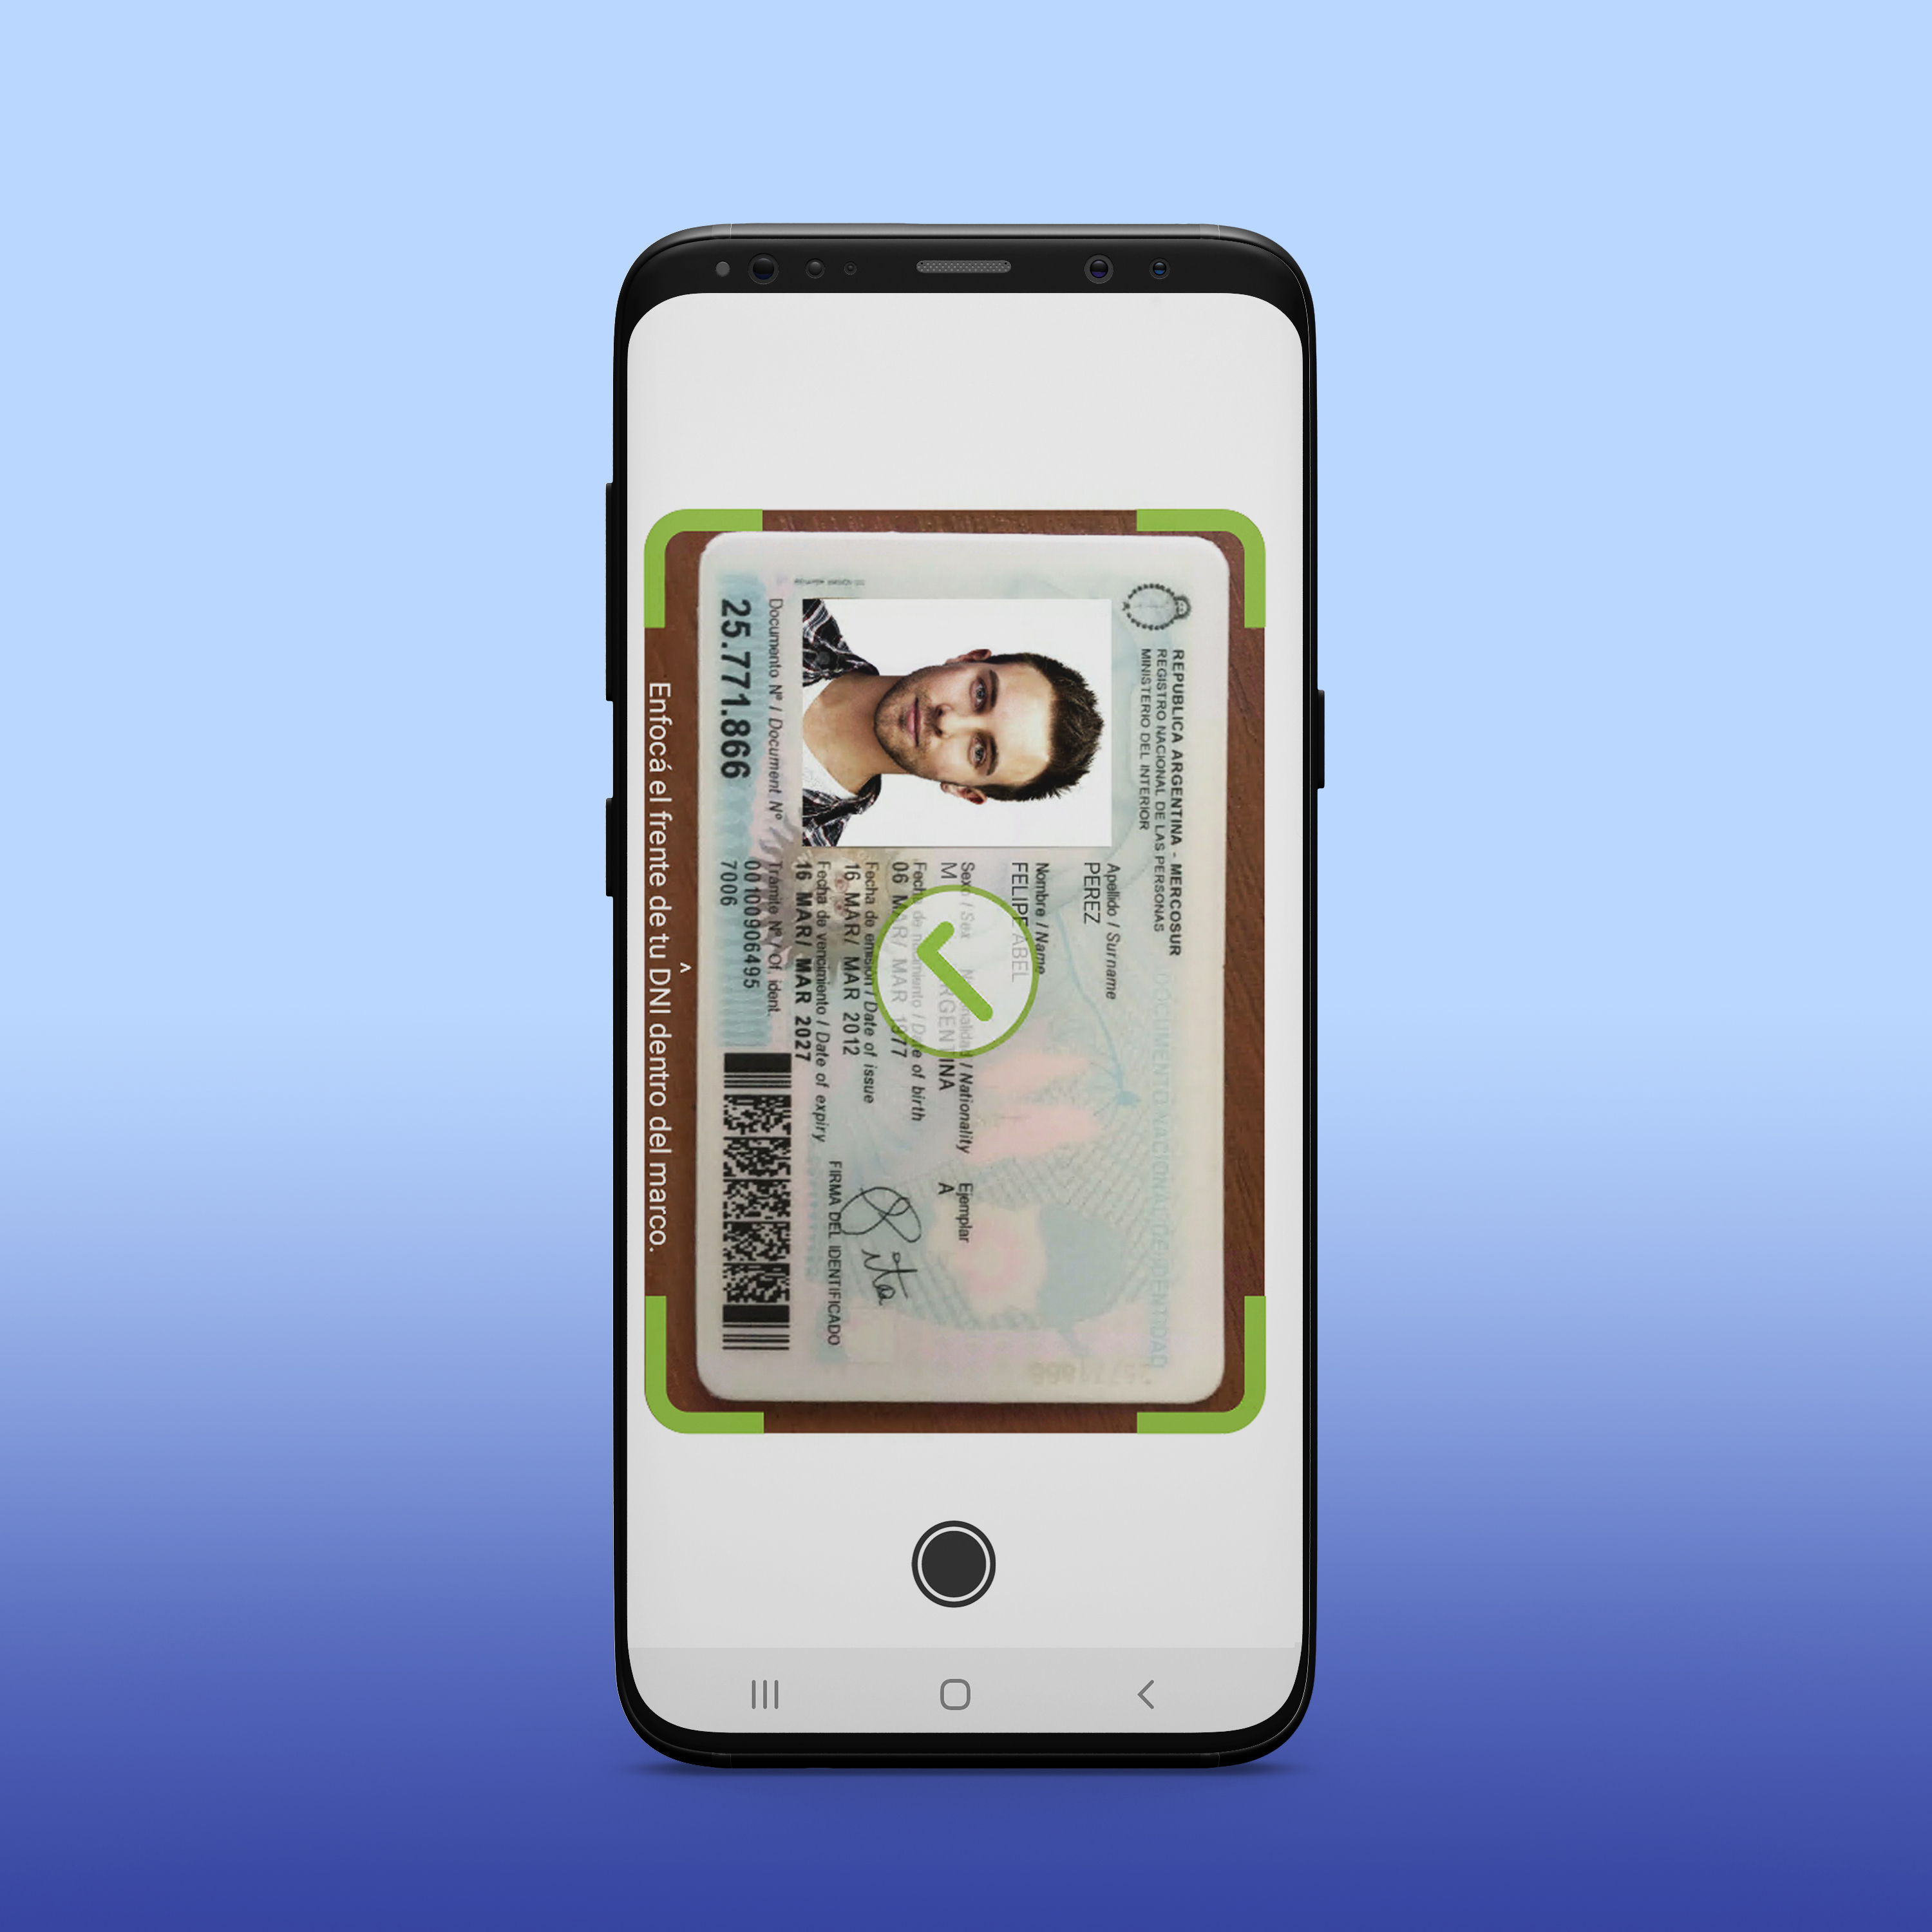 REPUBLICA ARGENTINA - MERCOSUR
REGISTRO NACIONAL DE LAS PERSONAS
MINISTERIO DEL INTERIOR
DOCUMENTO NACIONAL DE IDENTIDAD
Apellido / Surname
PEREZ
Nombre / Name
FELIPE ABEL
Sexo / Sex Nacionalidad / Nationality Ejemplar
M ARGENTINA A
Fecha de nacimiento / Date of birth
06 MAR/ MAR 1977
Fecha de emisión / Date of issue
16 MAR/ MAR 2012
Fecha de vencimiento / Date of expiry
16 MAR/ MAR 2027
FIRMA DEL IDENTIFICADO
Documento Nº / Document Nº
25.771.866
Trámite Nº / Of. ident.
00100906495
7006
Enfocá el frente de tu DNI dentro del marco.